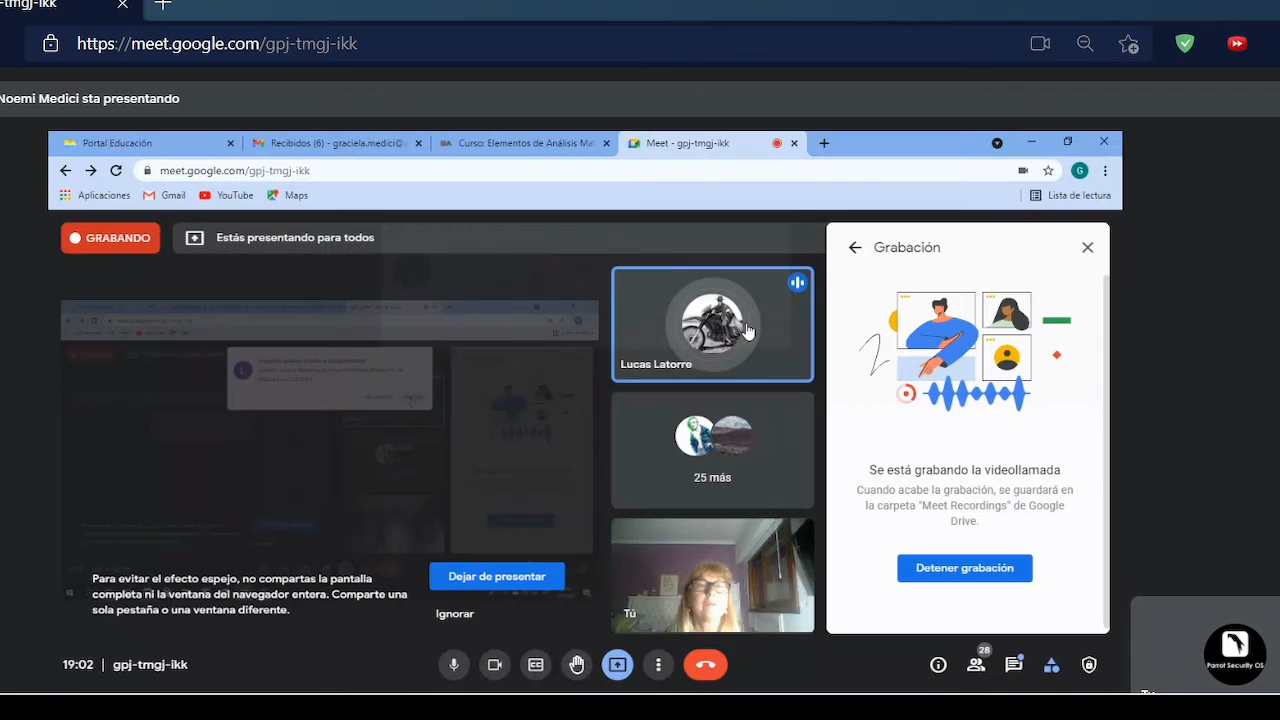 -tmgj-ikk
https://meet.google.com/gpj-tmgj-ikk
Noemi Medici sta presentando
Portal Educación
Recibidos (6) - graciela.medici@
Curso: Elementos de Análisis Mat
Meet - gpj-tmgj-ikk
meet.google.com/gpj-tmgj-ikk
Aplicaciones
Gmail
YouTube
Maps
Lista de lectura
GRABANDO
Estás presentando para todos
Grabación
Lucas Latorre
25 más
Tú
Se está grabando la videollamada
Cuando acabe la grabación, se guardará en
la carpeta "Meet Recordings" de Google
Drive.
Detener grabación
Para evitar el efecto espejo, no compartas la pantalla
completa ni la ventana del navegador entera. Comparte una
sola pestaña o una ventana diferente.
Dejar de presentar
Ignorar
19:02 | gpj-tmgj-ikk
28
Parrot Security OS